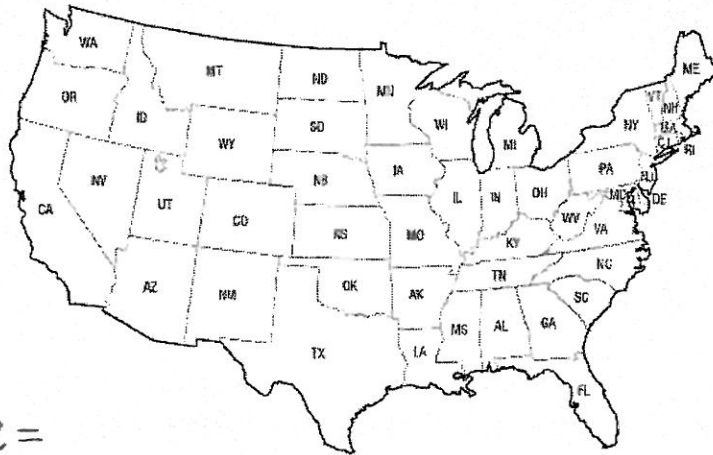 WA
MT
ND
MN
ME
VT
NH
OR
ID
SD
WI
NY
MA
WY
MI
CT
RI
IA
PA
NB
NJ
NV
IL
IN
OH
MD
DE
CA
UT
CO
WV
KS
MO
VA
KY
NC
TN
AZ
NM
OK
AK
SC
MS
AL
GA
LA
TX
FL
=